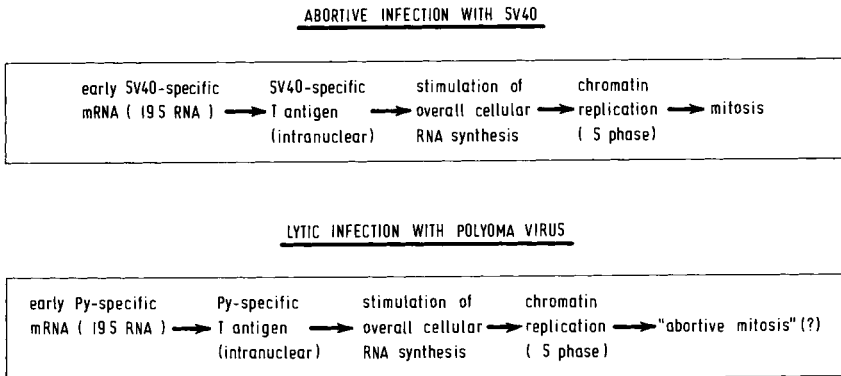 ABORTIVE INFECTION WITH SV40
early SV40-specific SV40-specific stimulation of chromatin
mRNA ( 19S RNA ) T antigen overall cellular replication mitosis
(intranuclear) RNA synthesis ( S phase)
LYTIC INFECTION WITH POLYOMA VIRUS
early Py-specific Py-specific stimulation of chromatin
mRNA ( 19S RNA ) T antigen overall cellular replication "abortive mitosis" (?)
(intranuclear) RNA synthesis ( S phase)